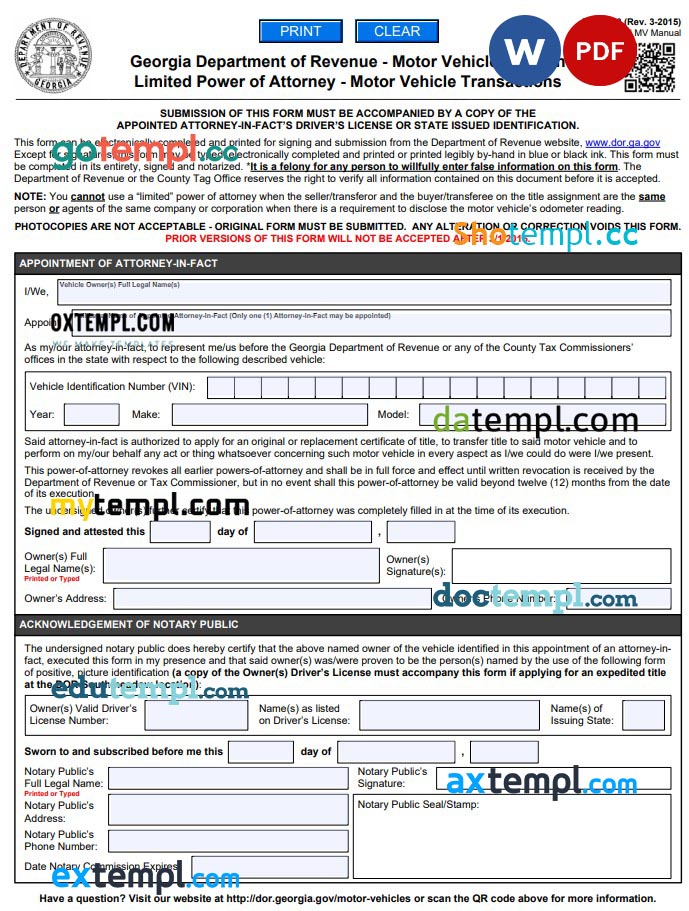 PRINT CLEAR
(Rev. 3-2015)
MV Manual
DEPARTMENT OF REVENUE
GEORGIA
W PDF
Georgia Department of Revenue - Motor Vehicle
Limited Power of Attorney - Motor Vehicle Transactions
SUBMISSION OF THIS FORM MUST BE ACCOMPANIED BY A COPY OF THE
APPOINTED ATTORNEY-IN-FACT'S DRIVER'S LICENSE OR STATE ISSUED IDENTIFICATION.
This form can be electronically completed and printed for signing and submission from the Department of Revenue website, www.dor.ga.gov
gotempl.cc
Except for signatures, this form may be typed, electronically completed and printed or printed legibly by-hand in blue or black ink. This form must
be completed in its entirety, signed and notarized. *It is a felony for any person to willfully enter false information on this form. The
Department of Revenue or the County Tag Office reserves the right to verify all information contained on this document before it is accepted.
NOTE: You cannot use a “limited” power of attorney when the seller/transferor and the buyer/transferee on the title assignment are the same
person or agents of the same company or corporation when there is a requirement to disclose the motor vehicle's odometer reading.
PHOTOCOPIES ARE NOT ACCEPTABLE - ORIGINAL FORM MUST BE SUBMITTED. ANY ALTERATION OR CORRECTION VOIDS THIS FORM.
PRIOR VERSIONS OF THIS FORM WILL NOT BE ACCEPTED AFTER
Shotempl.cc
APPOINTMENT OF ATTORNEY-IN-FACT
I/We, Vehicle Owner(s) Full Legal Name(s)
Appoint Attorney-in-Fact (Only one (1) Attorney-in-Fact may be appointed)
OXTEMPL.COM
WE MAKE TEMPLATES
As my/our attorney-in-fact, to represent me/us before the Georgia Department of Revenue or any of the County Tax Commissioners’
offices in the state with respect to the following described vehicle:
Vehicle Identification Number (VIN):
Year: Make: Model:
datempl.com
Said attorney-in-fact is authorized to apply for an original or replacement certificate of title, to transfer title to said motor vehicle and to
perform on my/our behalf any act or thing whatsoever concerning such motor vehicle in every aspect as I/we could do were I/we present.
This power-of-attorney revokes all earlier powers-of-attorney and shall be in full force and effect until written revocation is received by the
Department of Revenue or Tax Commissioner, but in no event shall this power-of-attorney be valid beyond twelve (12) months from the date
of its execution.
mytempl.com
The undersigned owner(s) further certify that this power-of-attorney was completely filled in at the time of its execution.
Signed and attested this day of ,
Owner(s) Full
Legal Name(s):
Printed or Typed
Owner(s)
Signature(s):
Owner's Address: Owner's Phone Number:
doctempl.com
ACKNOWLEDGEMENT OF NOTARY PUBLIC
The undersigned notary public does hereby certify that the above named owner of the vehicle identified in this appointment of an attorney-in-
fact, executed this form in my presence and that said owner(s) was/were proven to be the person(s) named by the use of the following form
of positive, picture identification (a copy of the Owner(s) Driver's License must accompany this form if applying for an expedited title
at the DOR Southmeadow location):
edutempl.com
Owner(s) Valid Driver's
License Number:
Name(s) as listed
on Driver's License:
Name(s) of
Issuing State:
Sworn to and subscribed before me this day of ,
Notary Public's
Full Legal Name:
Printed or Typed
Notary Public's
Signature:
axtempl.com
Notary Public's
Address:
Notary Public Seal/Stamp:
Notary Public's
Phone Number:
Date Notary Commission Expires:
extempl.com
Have a question? Visit our website at http://dor.georgia.gov/motor-vehicles or scan the QR code above for more information.